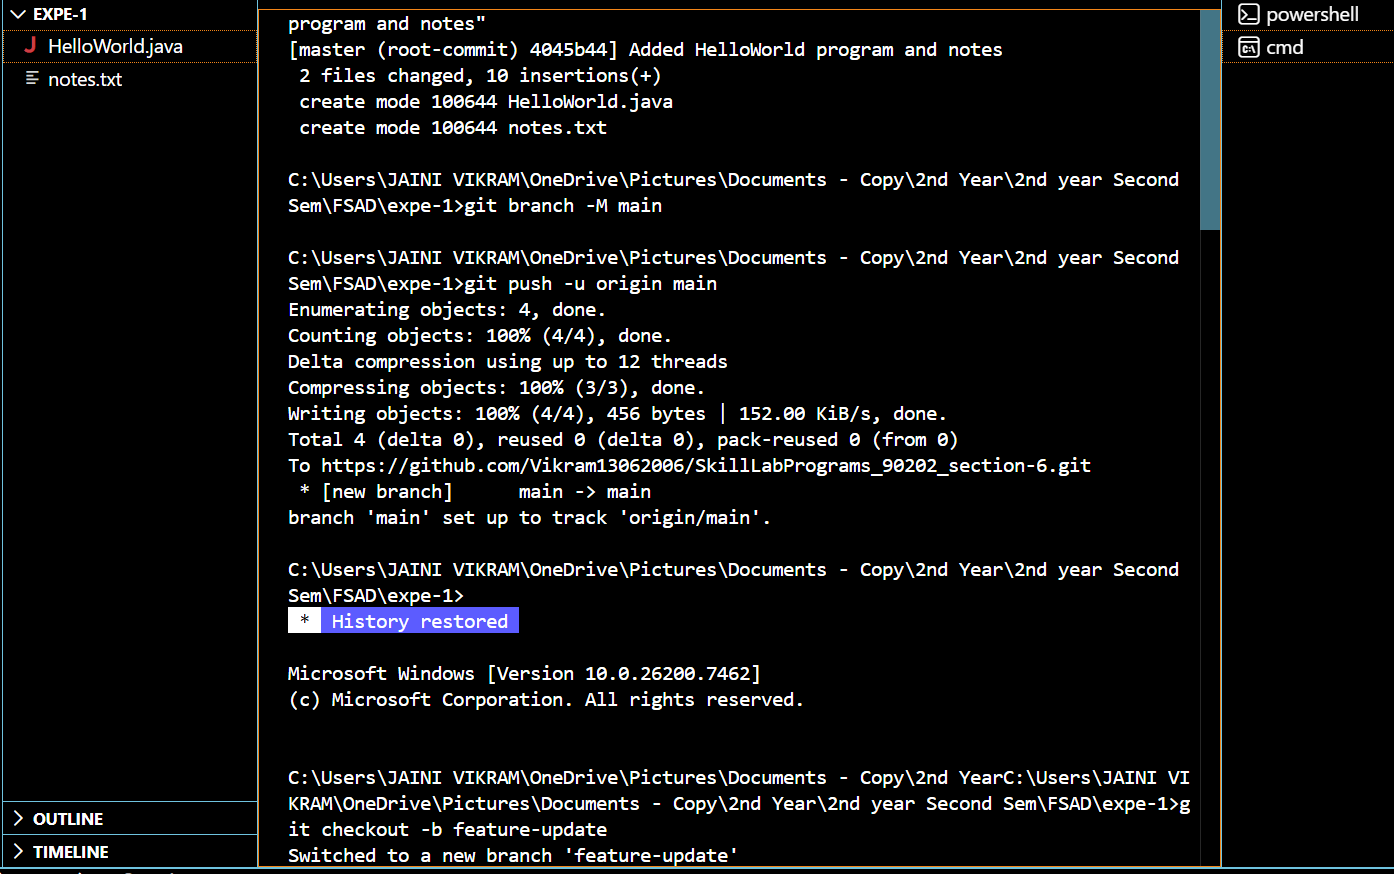 EXPE-1
HelloWorld.java
notes.txt
OUTLINE
TIMELINE
program and notes"
[master (root-commit) 4045b44] Added HelloWorld program and notes
 2 files changed, 10 insertions(+)
 create mode 100644 HelloWorld.java
 create mode 100644 notes.txt

C:\Users\JAINI VIKRAM\OneDrive\Pictures\Documents - Copy\2nd Year\2nd year Second
Sem\FSAD\expe-1>git branch -M main

C:\Users\JAINI VIKRAM\OneDrive\Pictures\Documents - Copy\2nd Year\2nd year Second
Sem\FSAD\expe-1>git push -u origin main
Enumerating objects: 4, done.
Counting objects: 100% (4/4), done.
Delta compression using up to 12 threads
Compressing objects: 100% (3/3), done.
Writing objects: 100% (4/4), 456 bytes | 152.00 KiB/s, done.
Total 4 (delta 0), reused 0 (delta 0), pack-reused 0 (from 0)
To https://github.com/Vikram13062006/SkillLabPrograms_90202_section-6.git
 * [new branch]      main -> main
branch 'main' set up to track 'origin/main'.

C:\Users\JAINI VIKRAM\OneDrive\Pictures\Documents - Copy\2nd Year\2nd year Second
Sem\FSAD\expe-1>
 * History restored

Microsoft Windows [Version 10.0.26200.7462]
(c) Microsoft Corporation. All rights reserved.

C:\Users\JAINI VIKRAM\OneDrive\Pictures\Documents - Copy\2nd YearC:\Users\JAINI VI
KRAM\OneDrive\Pictures\Documents - Copy\2nd Year\2nd year Second Sem\FSAD\expe-1>g
it checkout -b feature-update
Switched to a new branch 'feature-update'
powershell
cmd